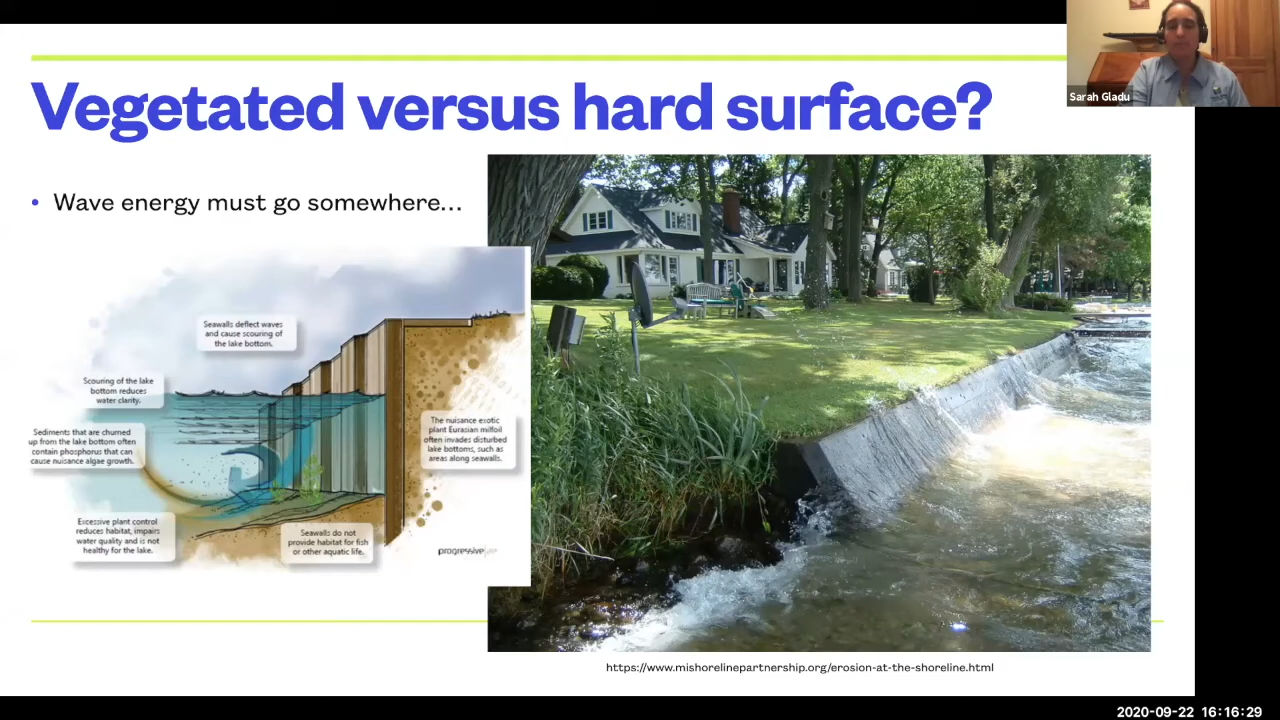 Sarah Gladu
Vegetated versus hard surface?
• Wave energy must go somewhere...
Seawalls deflect waves
and cause scouring of
the lake bottom.
Scouring of the lake
bottom reduces
water clarity.
Sediments that are churned
up from the lake bottom often
contain phosphorus that can
cause nuisance algae growth.
The nuisance exotic
plant Eurasian milfoil
often invades disturbed
lake bottoms, such as
areas along seawalls.
Excessive plant control
reduces habitat, impairs
water quality and is not
healthy for the lake.
Seawalls do not
provide habitat for fish
or other aquatic life.
progressive
https://www.mishorelinepartnership.org/erosion-at-the-shoreline.html
2020-09-22 16:16:29